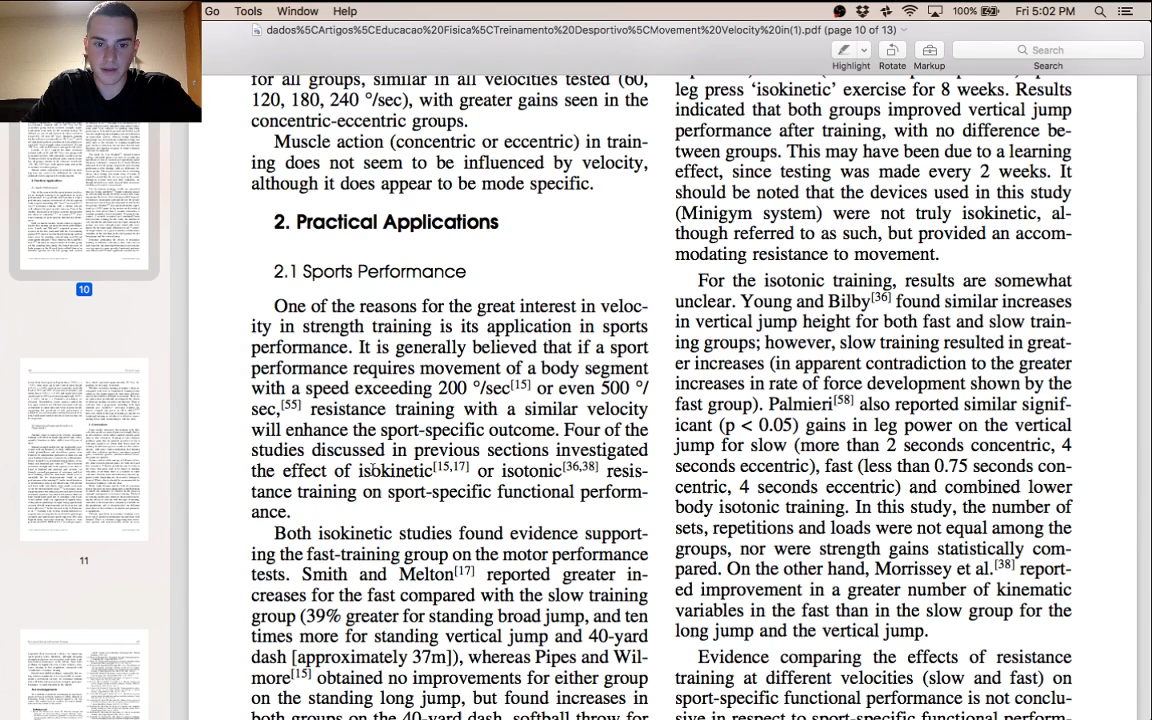 Go Tools Window Help
100% Fri 5:02 PM
dados%5CArtigos%5CEducacao%20Fisica%5CTreinamento%20Desportivo%5CMovement%20Velocity%20in(1).pdf (page 10 of 13)
Search
Highlight Rotate Markup Search
10
11
for all groups, similar in all velocities tested (60,
120, 180, 240 °/sec), with greater gains seen in the
concentric-eccentric groups.
Muscle action (concentric or eccentric) in train-
ing does not seem to be influenced by velocity,
although it does appear to be mode specific.
2. Practical Applications
2.1 Sports Performance
One of the reasons for the great interest in veloc-
ity in strength training is its application in sports
performance. It is generally believed that if a sport
performance requires movement of a body segment
with a speed exceeding 200 °/sec[15] or even 500 °/
sec,[55] resistance training with a similar velocity
will enhance the sport-specific outcome. Four of the
studies discussed in previous section investigated
the effect of isokinetic[15,17] or isotonic[36,38] resis-
tance training on sport-specific functional perform-
ance.
Both isokinetic studies found evidence support-
ing the fast-training group on the motor performance
tests. Smith and Melton[17] reported greater in-
creases for the fast compared with the slow training
group (39% greater for standing broad jump, and ten
times more for standing vertical jump and 40-yard
dash [approximately 37m]), whereas Pipes and Wil-
more[15] obtained no improvements for either group
on standing long jump, but greater increases in
both groups on the 40-yard dash, softball throw for
leg press 'isokinetic' exercise for 8 weeks. Results
indicated that both groups improved vertical jump
performance after training, with no difference be-
tween groups. This may have been due to a learning
effect, since testing was made every 2 weeks. It
should be noted that the devices used in this study
(Minigym system) were not truly isokinetic, al-
though referred to as such, but provided an accom-
modating resistance to movement.
For the isotonic training, results are somewhat
unclear. Young and Bilby[36] found similar increases
in vertical jump height for both fast and slow train-
ing groups; however, slow training resulted in great-
er increases (in apparent contradiction to the greater
increases in rate of force development shown by the
fast group). Palmieri[58] also reported similar signif-
icant (p < 0.05) gains in leg power on the vertical
jump for slow (more than 2 seconds concentric, 4
seconds eccentric), fast (less than 0.75 seconds con-
centric, 4 seconds eccentric) and combined lower
body isotonic training. In this study, the number of
sets, repetitions and loads were not equal among the
groups, nor were strength gains statistically com-
pared. On the other hand, Morrissey et al.[38] report-
ed improvement in a greater number of kinematic
variables in the fast than in the slow group for the
long jump and the vertical jump.
Evidence comparing the effects of resistance
training at different velocities (slow and fast) on
sport-specific functional performance is not conclu-
sive in respect to sport-specific functional perform-